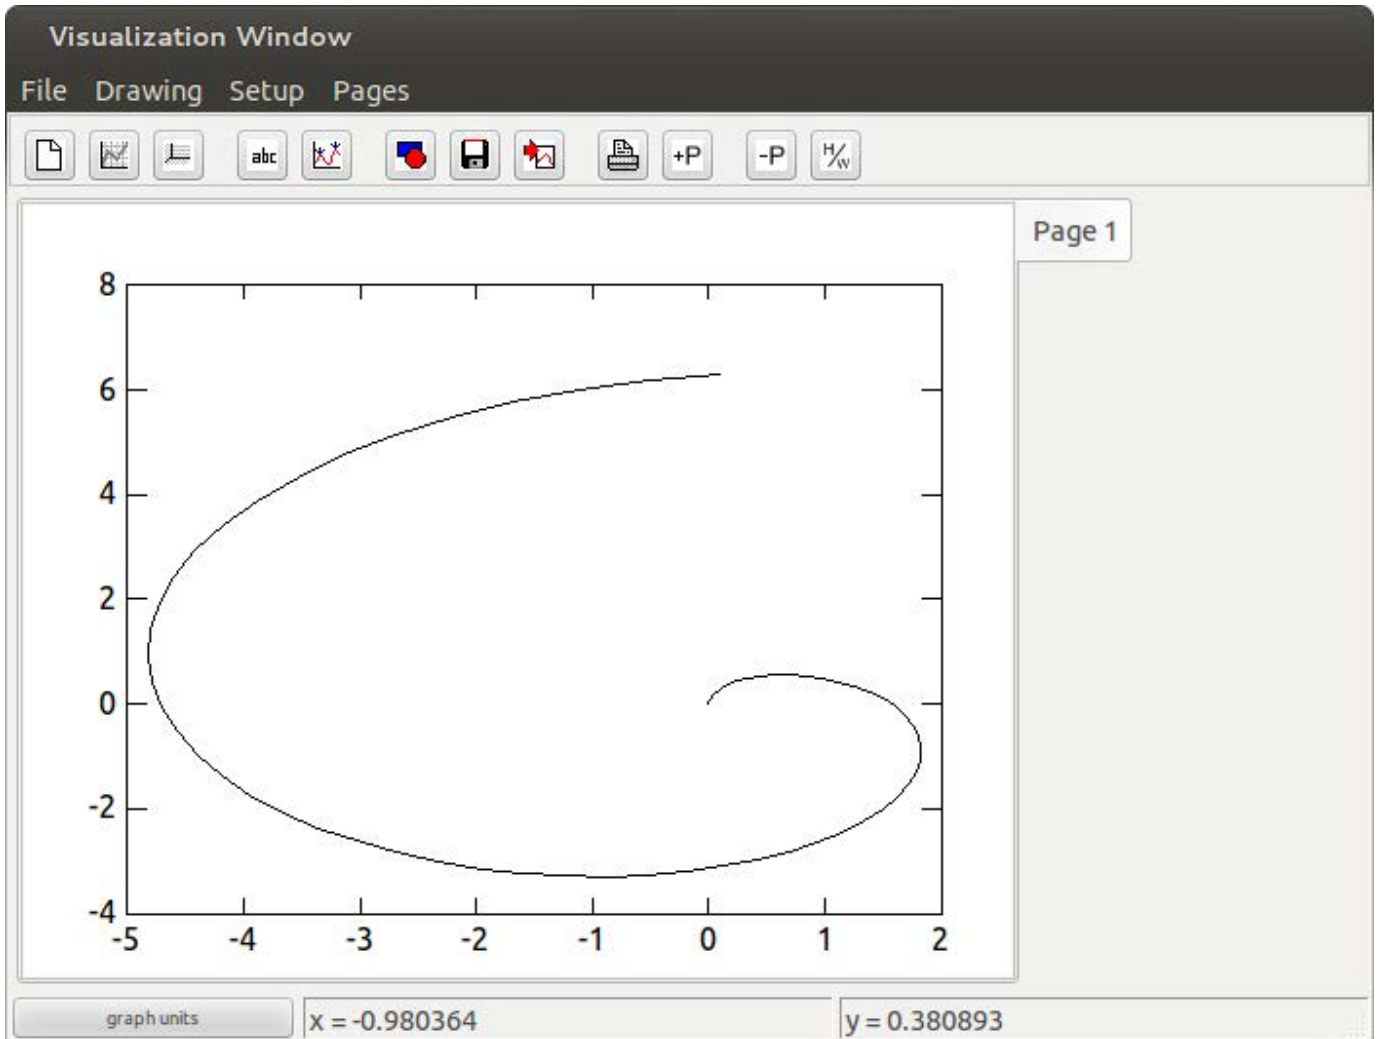 Visualization Window
File Drawing Setup Pages
abc +P -P H/W
Page 1
8
6
4
2
0
-2
-4
-5 -4 -3 -2 -1 0 1 2
graph units x = -0.980364 y = 0.380893